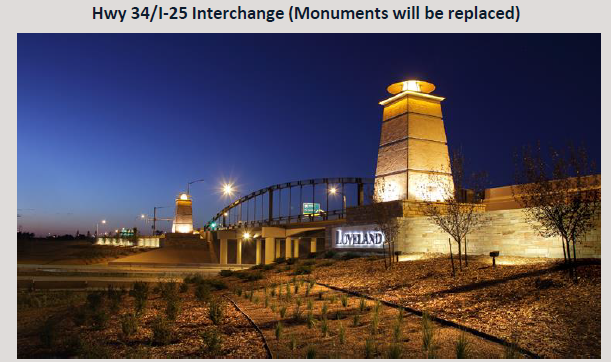 Hwy 34/I-25 Interchange (Monuments will be replaced)
LOVELAND